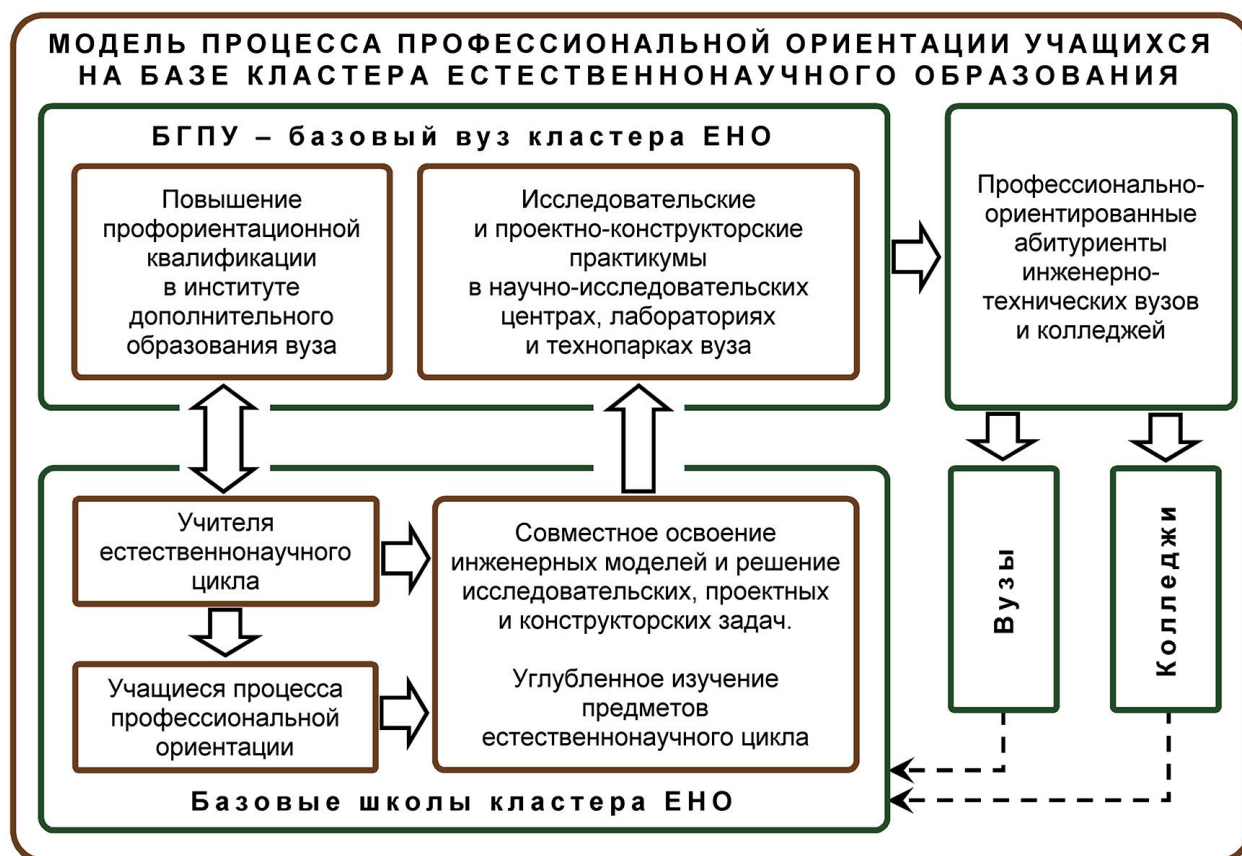 МОДЕЛЬ ПРОЦЕССА ПРОФЕССИОНАЛЬНОЙ ОРИЕНТАЦИИ УЧАЩИХСЯ
НА БАЗЕ КЛАСТЕРА ЕСТЕСТВЕННОНАУЧНОГО ОБРАЗОВАНИЯ
БГПУ – базовый вуз кластера ЕНО
Повышение
профориентационной
квалификации
в институте
дополнительного
образования вуза
Исследовательские
и проектно-конструкторские
практикумы
в научно-исследовательских
центрах, лабораториях
и технопарках вуза
Профессионально-
ориентированные
абитуриенты
инженерно-
технических вузов
и колледжей
Учителя
естественнонаучного
цикла
Совместное освоение
инженерных моделей и решение
исследовательских, проектных
и конструкторских задач.
Углубленное изучение
предметов
естественнонаучного цикла
Учащиеся процесса
профессиональной
ориентации
Базовые школы кластера ЕНО
Вузы
Колледжи